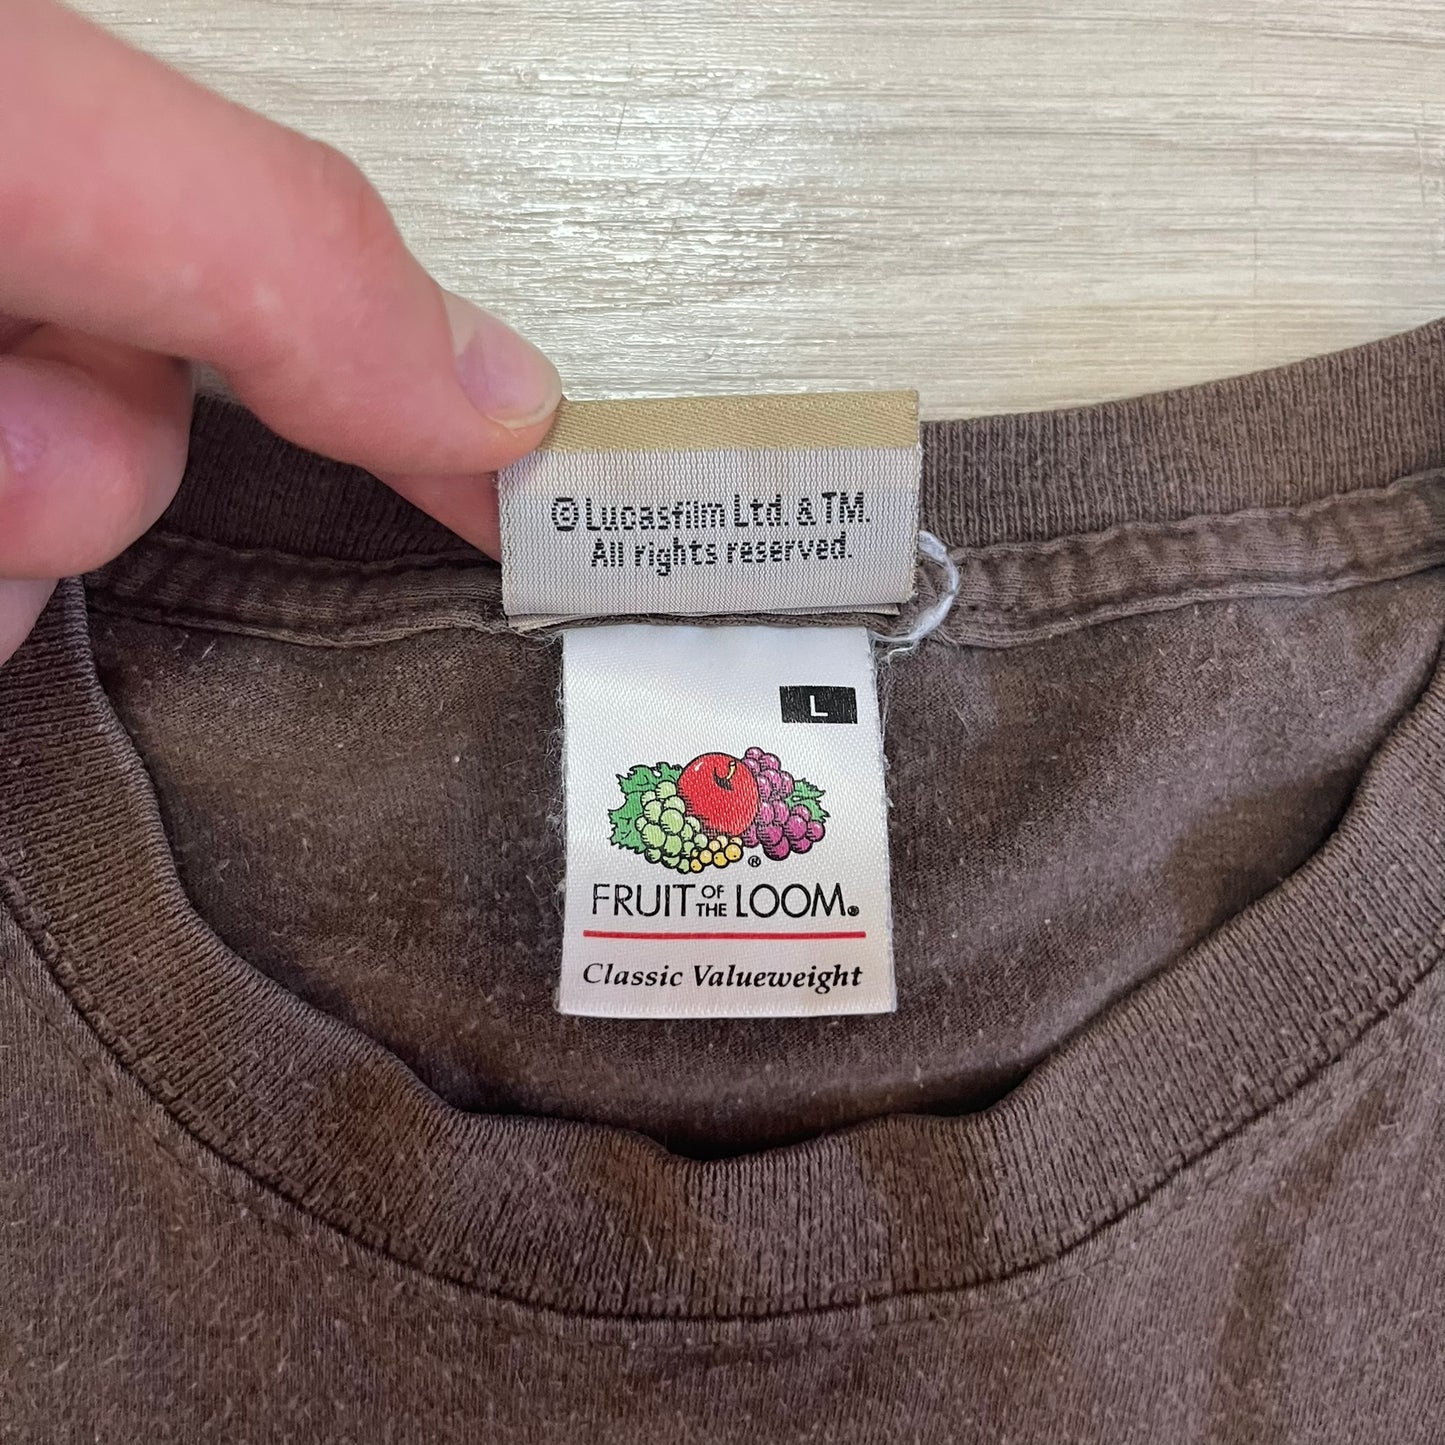 © Lucasfilm Ltd. & TM.
All rights reserved.
L
®
FRUIT OF THE LOOM®
Classic Valueweight